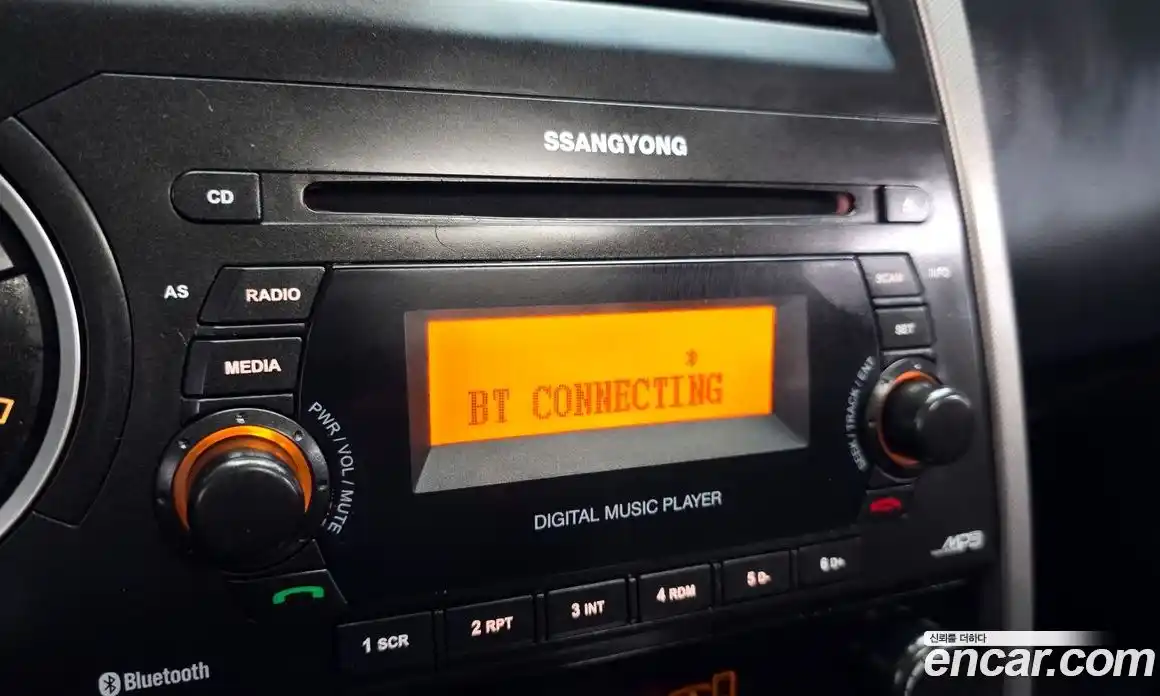 SSANGYONG
CD
AS
RADIO
SCAN
INFO
MEDIA
SET
BT CONNECTING
PWR / VOL / MUTE
SEEK / TRACK / ENT
DIGITAL MUSIC PLAYER
MP3
1 SCR
2 RPT
3 INT
4 RDM
5 D-
6 D+
Bluetooth
신뢰를 더하다
encar.com